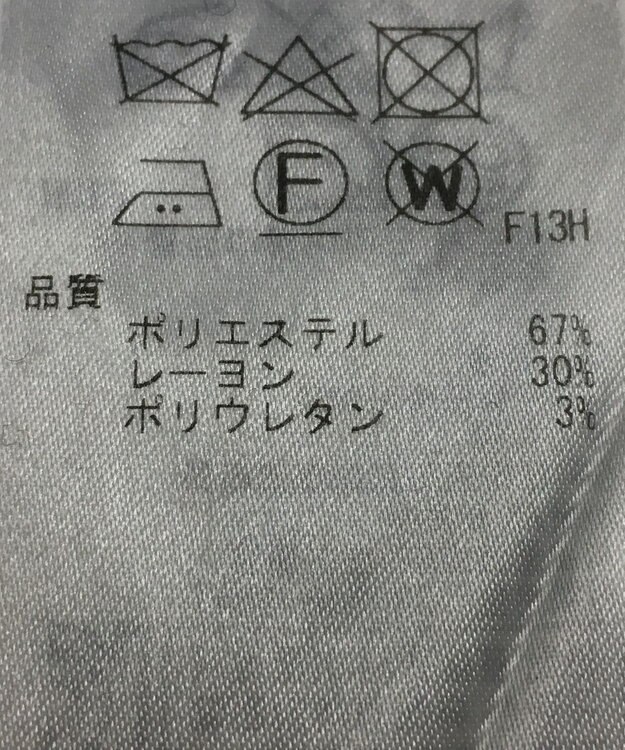 F W F13H
品質
ポリエステル 67%
レーヨン 30%
ポリウレタン 3%